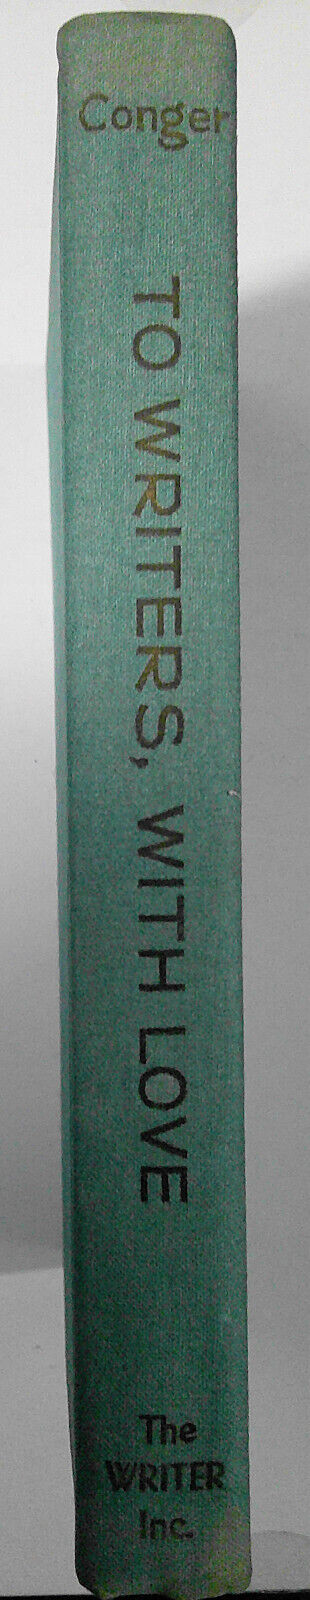 Conger
TO WRITERS, WITH LOVE
The
WRITER
Inc.